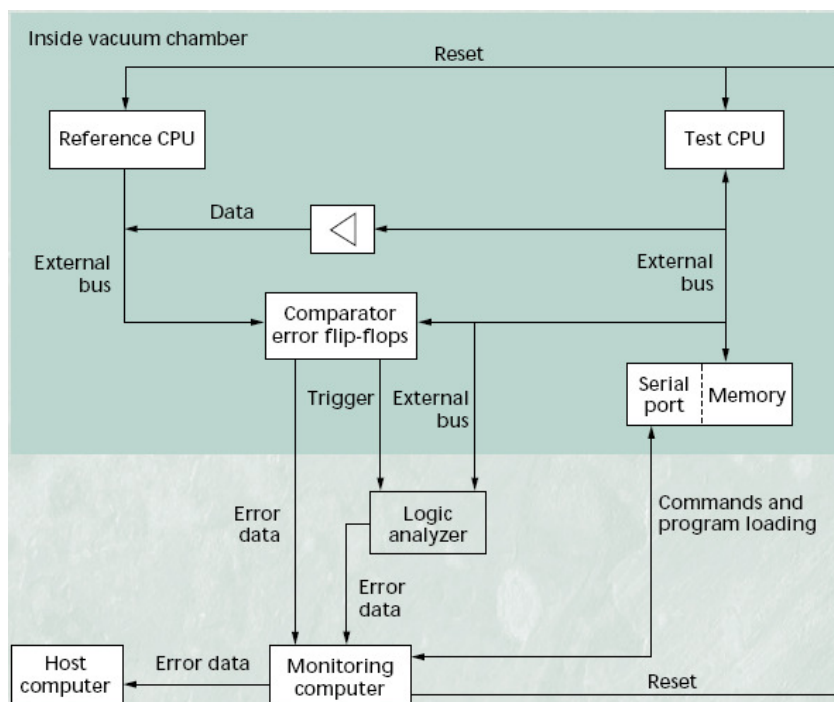 Inside vacuum chamber
Reset
Reference CPU
Test CPU
Data
External
bus
External
bus
Comparator
error flip-flops
Trigger
External
bus
Serial
port
Memory
Error
data
Logic
analyzer
Commands and
program loading
Error
data
Host
computer
Error data
Monitoring
computer
Reset